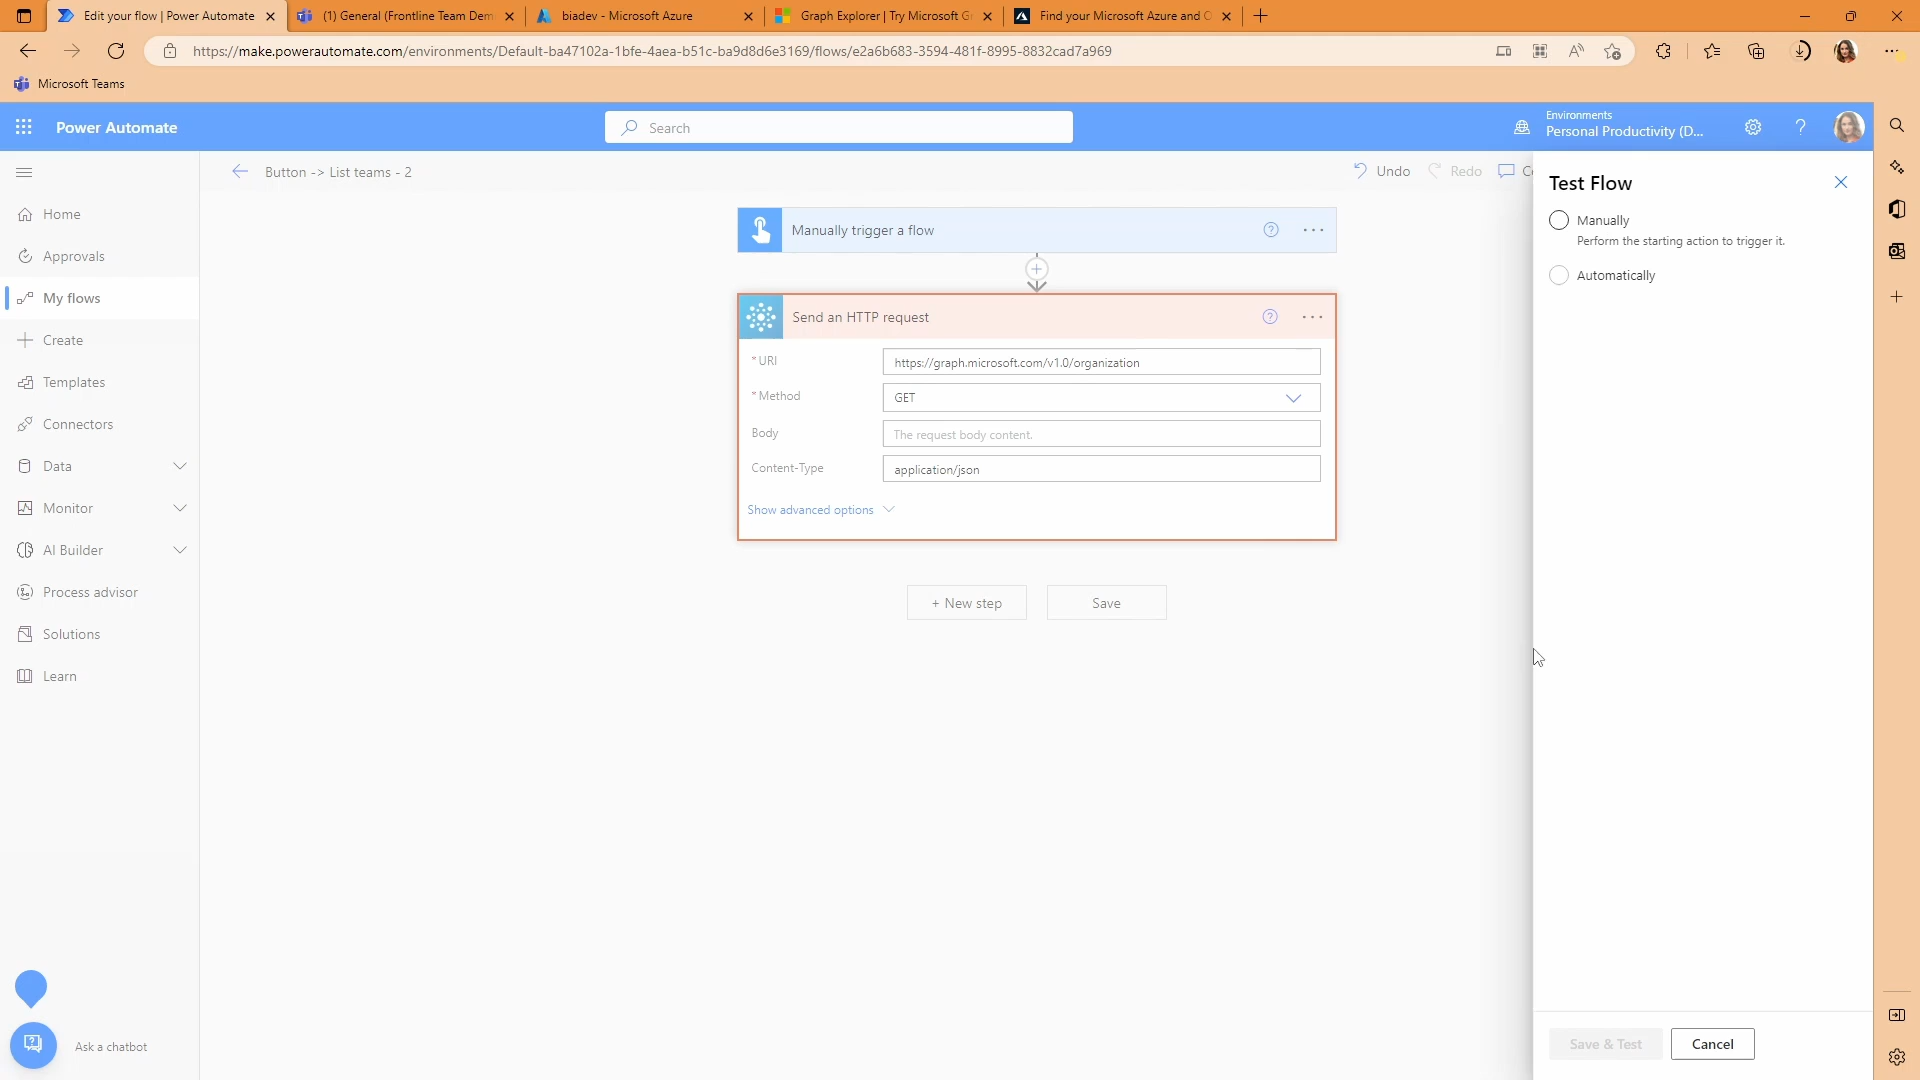 Edit your flow | Power Automate
(1) General (Frontline Team Dem
biadev - Microsoft Azure
Graph Explorer | Try Microsoft Gr
Find your Microsoft Azure and O
https://make.powerautomate.com/environments/Default-ba47102a-1bfe-4aea-b51c-ba9d8d6e3169/flows/e2a6b683-3594-481f-8995-8832cad7a969
Microsoft Teams
Power Automate
Search
Environments
Personal Productivity (D...
Button -> List teams - 2
Undo
Redo
Co
Home
Approvals
My flows
Create
Templates
Connectors
Data
Monitor
AI Builder
Process advisor
Solutions
Learn
Ask a chatbot
Manually trigger a flow
Send an HTTP request
* URI
https://graph.microsoft.com/v1.0/organization
* Method
GET
Body
The request body content.
Content-Type
application/json
Show advanced options
+ New step
Save
Test Flow
Manually
Perform the starting action to trigger it.
Automatically
Save & Test
Cancel